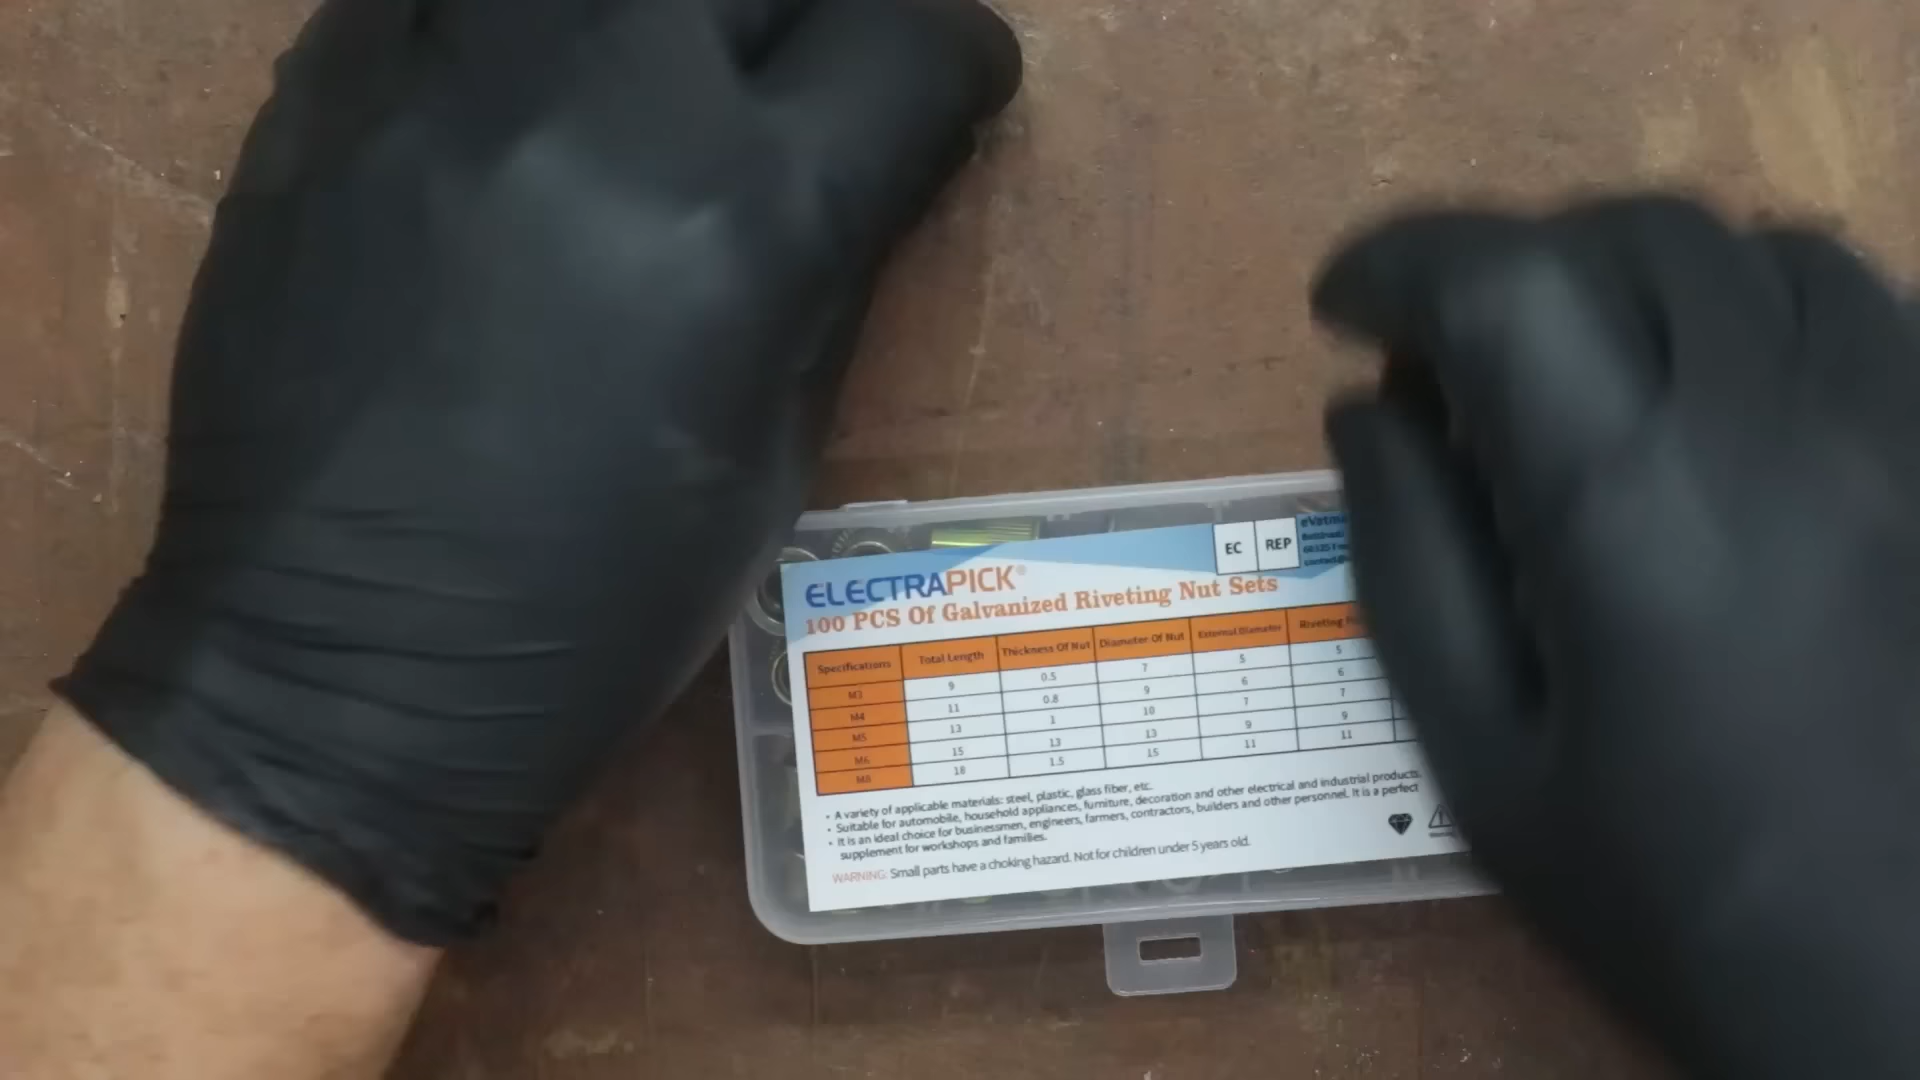 EC REP
ELECTRAPICK®
100 PCS Of Galvanized Riveting Nut Sets
Specifications Total Length Thickness Of Nut Diameter Of Nut External Diameter Riveting
M3 9 0.5 7 5 5
M4 11 0.8 9 6 6
M5 13 1 10 7 7
M6 15 13 13 9 9
M8 18 1.5 15 11 11
• A variety of applicable materials: steel, plastic, glass fiber, etc.
• Suitable for automobile, household appliances, furniture, decoration and other electrical and industrial products.
• It is an ideal choice for businessmen, engineers, farmers, contractors, builders and other personnel. It is a perfect
supplement for workshops and families.
WARNING: Small parts have a choking hazard. Not for children under 5 years old.